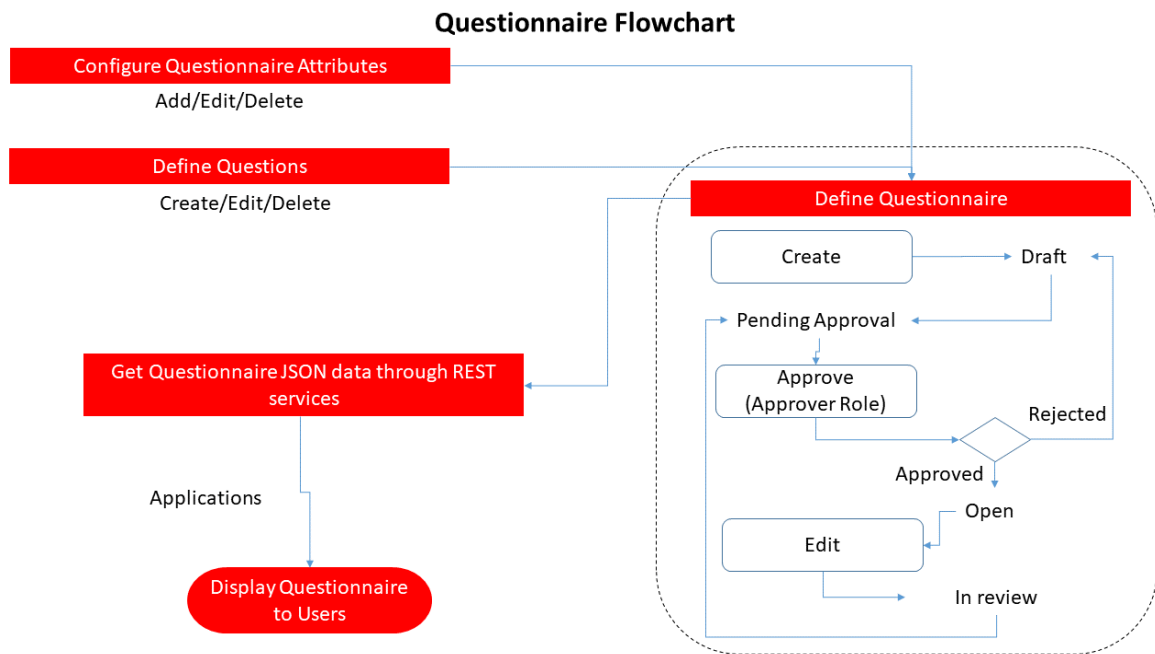 Questionnaire Flowchart
Configure Questionnaire Attributes
Add/Edit/Delete
Define Questions
Create/Edit/Delete
Define Questionnaire
Create
Draft
Pending Approval
Approve
(Approver Role)
Rejected
Approved
Open
Edit
In review
Get Questionnaire JSON data through REST
services
Applications
Display Questionnaire
to Users